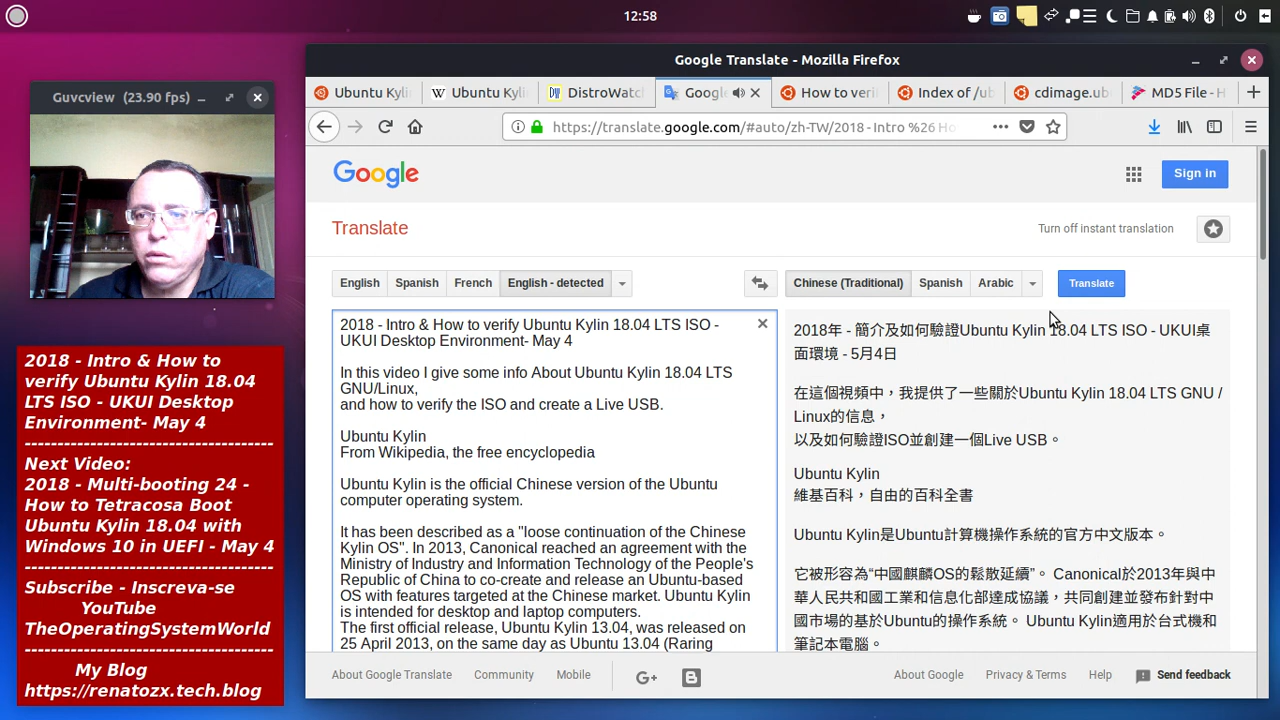 12:58
Guvcview (23.90 fps)
Google Translate - Mozilla Firefox
Ubuntu Kyli
Ubuntu Kyl
DistroWatc
Google
How to veri
Index of /ub
cdimage.ub
MD5 File - H
https://translate.google.com/#auto/zh-TW/2018 - Intro %26 Ho
Google
Sign in
Translate
Turn off instant translation
English
Spanish
French
English - detected
Chinese (Traditional)
Spanish
Arabic
Translate
2018 - Intro & How to verify Ubuntu Kylin 18.04 LTS ISO -
UKUI Desktop Environment- May 4
In this video I give some info About Ubuntu Kylin 18.04 LTS
GNU/Linux,
and how to verify the ISO and create a Live USB.
Ubuntu Kylin
From Wikipedia, the free encyclopedia
Ubuntu Kylin is the official Chinese version of the Ubuntu
computer operating system.
It has been described as a "loose continuation of the Chinese
Kylin OS". In 2013, Canonical reached an agreement with the
Ministry of Industry and Information Technology of the People's
Republic of China to co-create and release an Ubuntu-based
OS with features targeted at the Chinese market. Ubuntu Kylin
is intended for desktop and laptop computers.
The first official release, Ubuntu Kylin 13.04, was released on
25 April 2013, on the same day as Ubuntu 13.04 (Raring
2018年 - 簡介及如何驗證Ubuntu Kylin 18.04 LTS ISO - UKUI桌
面環境 - 5月4日
在這個視頻中，我提供了一些關於Ubuntu Kylin 18.04 LTS GNU /
Linux的信息，
以及如何驗證ISO並創建一個Live USB。
Ubuntu Kylin
維基百科，自由的百科全書
Ubuntu Kylin是Ubuntu計算機操作系統的官方中文版本。
它被形容為“中國麒麟OS的鬆散延續”。 Canonical於2013年與中
華人民共和國工業和信息化部達成協議，共同創建並發布針對中
國市場的基於Ubuntu的操作系統。 Ubuntu Kylin適用於台式機和
筆記本電腦。
About Google Translate
Community
Mobile
G+
About Google
Privacy & Terms
Help
Send feedback
2018 - Intro & How to
verify Ubuntu Kylin 18.04
LTS ISO - UKUI Desktop
Environment- May 4
-------------------------------------
Next Video:
2018 - Multi-booting 24 -
How to Tetracosa Boot
Ubuntu Kylin 18.04 with
Windows 10 in UEFI - May 4
-------------------------------------
Subscribe - Inscreva-se
YouTube
TheOperatingSystemWorld
-------------------------------------
My Blog
https://renatozx.tech.blog